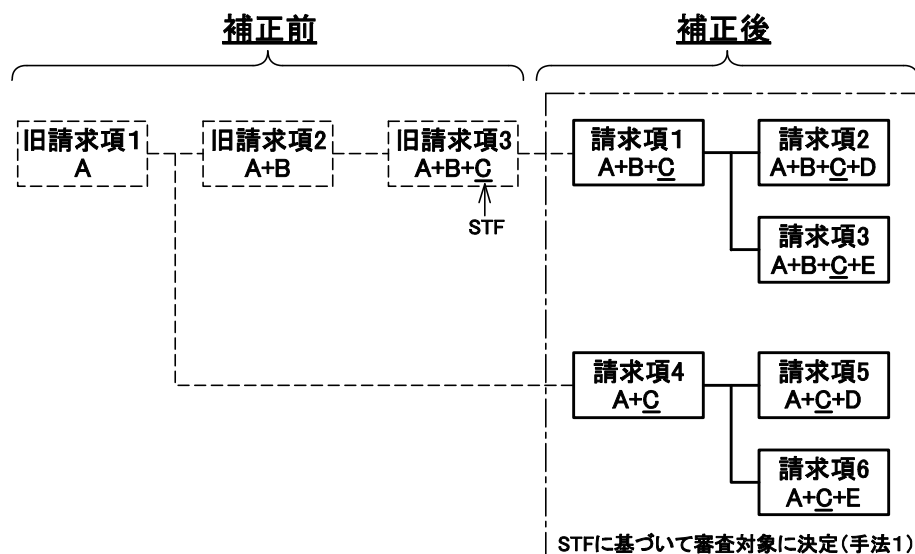 補正前
補正後
旧請求項1
A
旧請求項2
A+B
旧請求項3
A+B+C
STF
請求項1
A+B+C
請求項2
A+B+C+D
請求項3
A+B+C+E
請求項4
A+C
請求項5
A+C+D
請求項6
A+C+E
STFに基づいて審査対象に決定(手法1)